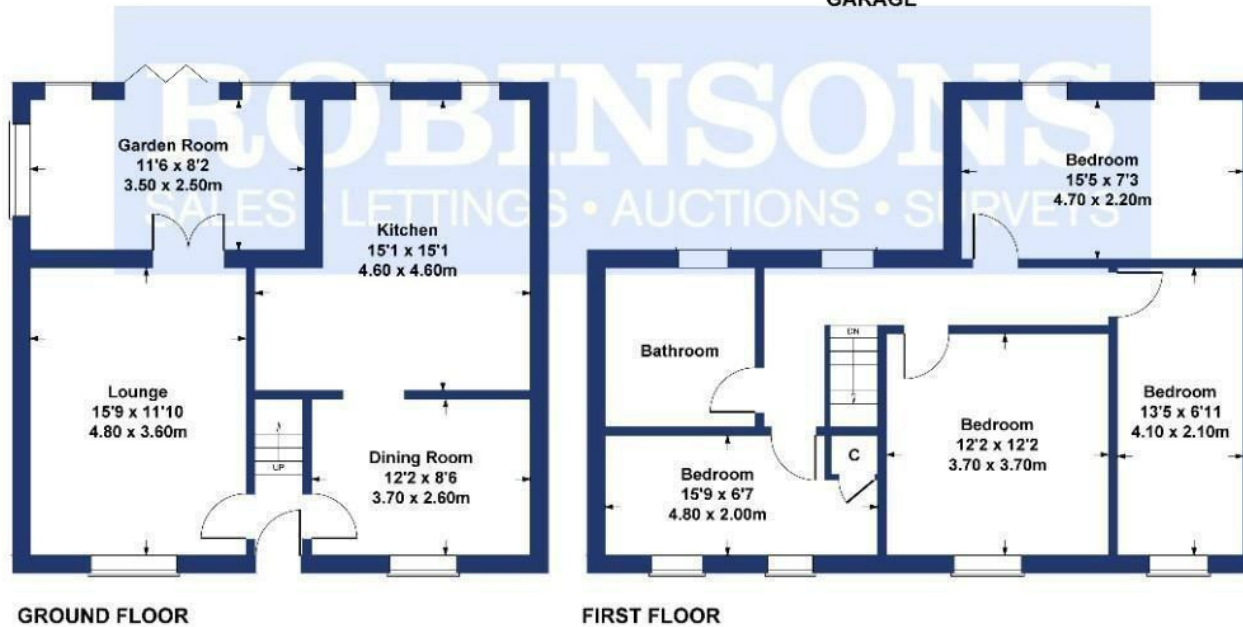 GARAGE
ROBINSONS
SALES • LETTINGS • AUCTIONS • SURVEYS
Garden Room
11'6 x 8'2
3.50 x 2.50m
Kitchen
15'1 x 15'1
4.60 x 4.60m
Lounge
15'9 x 11'10
4.80 x 3.60m
UP
Dining Room
12'2 x 8'6
3.70 x 2.60m
GROUND FLOOR
Bedroom
15'5 x 7'3
4.70 x 2.20m
Bathroom
DN
Bedroom
15'9 x 6'7
4.80 x 2.00m
C
Bedroom
12'2 x 12'2
3.70 x 3.70m
Bedroom
13'5 x 6'11
4.10 x 2.10m
FIRST FLOOR